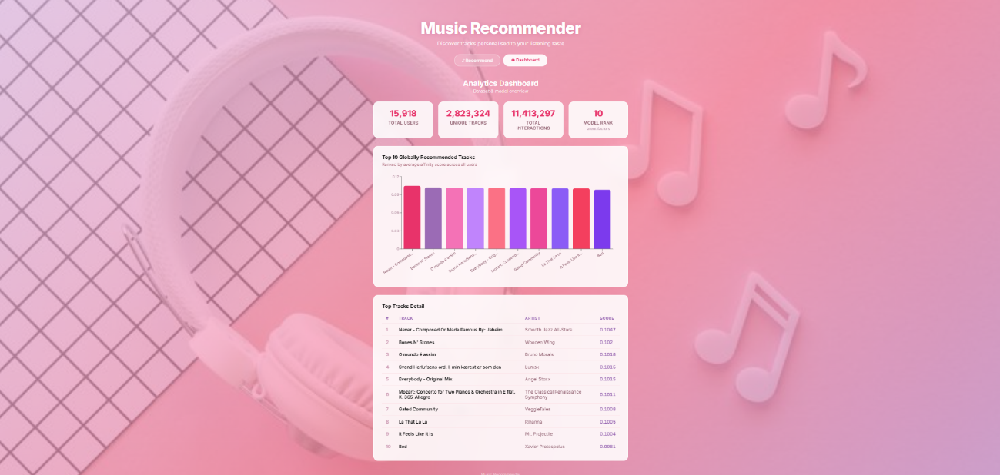 Music Recommender
Discover tracks personalised to your listening taste
♪ Recommend
Dashboard
Analytics Dashboard
Dataset & model overview
15,918
TOTAL USERS
2,823,324
UNIQUE TRACKS
11,413,297
TOTAL
INTERACTIONS
10
MODEL RANK
latent factors
Top 10 Globally Recommended Tracks
Ranked by average affinity score across all users
0.12
0.09
0.06
0.03
0
Never - Composed...
Bones N' Stones
O mundo é assim
Svend Herlufsens...
Everybody - Orig...
Mozart: Concerto...
Gated Community
La That La La
It Feels Like It...
Bed
Top Tracks Detail
# TRACK ARTIST SCORE
1 Never - Composed Or Made Famous By: Jaheim Smooth Jazz All-Stars 0.1047
2 Bones N' Stones Wooden Wing 0.102
3 O mundo é assim Bruno Morais 0.1018
4 Svend Herlufsens ord: I, min kærest er som den Lumsk 0.1015
5 Everybody - Original Mix Angel Stoxx 0.1015
6 Mozart: Concerto for Two Pianos & Orchestra in E flat, The Classical Renaissance 0.1011
K. 365-Allegro Symphony
7 Gated Community VeggieTales 0.1008
8 La That La La Rihanna 0.1005
9 It Feels Like It Is Mr. Projectile 0.1004
10 Bed Xavier Protospolus 0.0981
Music Recommender